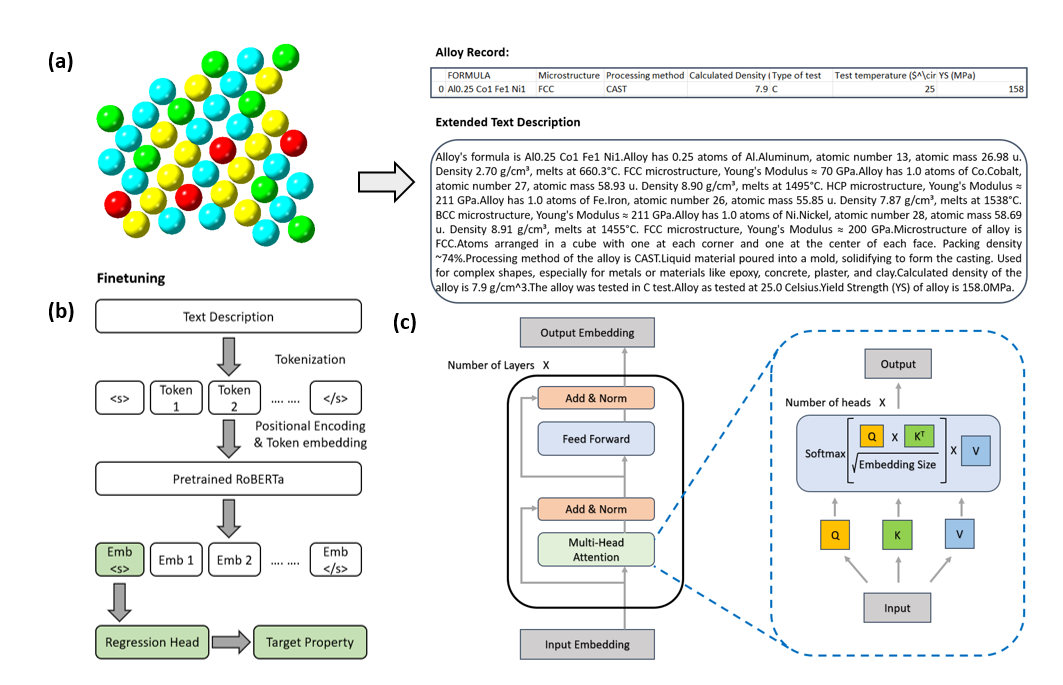 (a)
Alloy Record:
FORMULA Microstructure Processing method Calculated Density ( Type of test Test temperature ($^\cir YS (MPa)
0 Al0.25 Co1 Fe1 Ni1 FCC CAST 7.9 C 25 158
Extended Text Description
Alloy's formula is Al0.25 Co1 Fe1 Ni1.Alloy has 0.25 atoms of Al.Aluminum, atomic number 13, atomic mass 26.98 u.
Density 2.70 g/cm³, melts at 660.3°C. FCC microstructure, Young's Modulus ≈ 70 GPa.Alloy has 1.0 atoms of Co.Cobalt,
atomic number 27, atomic mass 58.93 u. Density 8.90 g/cm³, melts at 1495°C. HCP microstructure, Young's Modulus ≈
211 GPa.Alloy has 1.0 atoms of Fe.Iron, atomic number 26, atomic mass 55.85 u. Density 7.87 g/cm³, melts at 1538°C.
BCC microstructure, Young's Modulus ≈ 211 GPa.Alloy has 1.0 atoms of Ni.Nickel, atomic number 28, atomic mass 58.69
u. Density 8.91 g/cm³, melts at 1455°C. FCC microstructure, Young's Modulus ≈ 200 GPa.Microstructure of alloy is
FCC.Atoms arranged in a cube with one at each corner and one at the center of each face. Packing density
~74%.Processing method of the alloy is CAST.Liquid material poured into a mold, solidifying to form the casting. Used
for complex shapes, especially for metals or materials like epoxy, concrete, plaster, and clay.Calculated density of the
alloy is 7.9 g/cm^3.The alloy was tested in C test.Alloy as tested at 25.0 Celsius.Yield Strength (YS) of alloy is 158.0MPa.
Finetuning
(b)
Text Description
Tokenization
<s>
Token
1
Token
2
.... ....
</s>
Positional Encoding
& Token embedding
Pretrained RoBERTa
Emb
<s>
Emb 1
Emb 2
.... ....
Emb
</s>
Regression Head
Target Property
(c)
Output Embedding
Number of Layers X
Add & Norm
Feed Forward
Add & Norm
Multi-Head
Attention
Input Embedding
Output
Number of heads X
Softmax Q X K^T X V
√Embedding Size
Q K V
Input